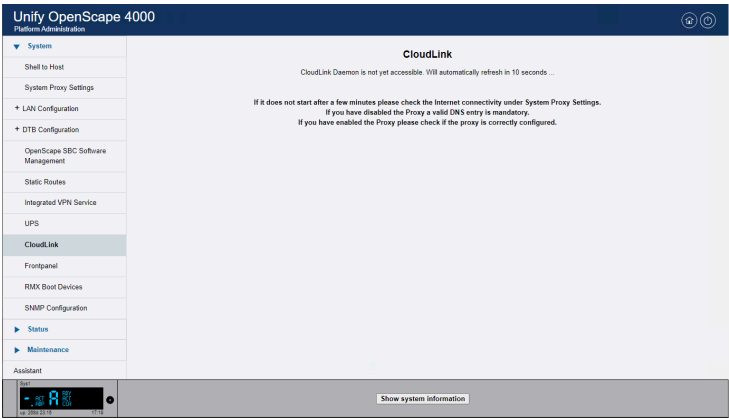 Unify OpenScape 4000
Platform Administration
System
Shell to Host
System Proxy Settings
+ LAN Configuration
+ DTB Configuration
OpenScape SBC Software
Management
Static Routes
Integrated VPN Service
UPS
CloudLink
Frontpanel
RMX Boot Devices
SNMP Configuration
Status
Maintenance
Assistant
CloudLink
CloudLink Daemon is not yet accessible. Will automatically refresh in 10 seconds ...
If it does not start after a few minutes please check the Internet connectivity under System Proxy Settings.
If you have disabled the Proxy a valid DNS entry is mandatory.
If you have enabled the Proxy please check if the proxy is correctly configured.
Sys1
ACT
A
17:16
Show system information